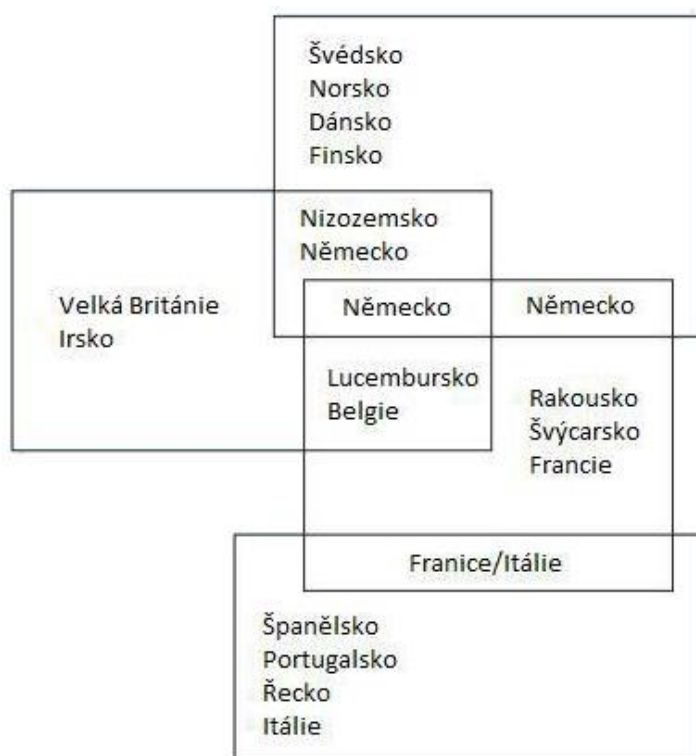 Švédsko
Norsko
Dánsko
Finsko
Nizozemsko
Německo
Velká Británie
Irsko
Německo
Německo
Lucembursko
Belgie
Rakousko
Švýcarsko
Francie
Franice/Itálie
Španělsko
Portugalsko
Řecko
Itálie